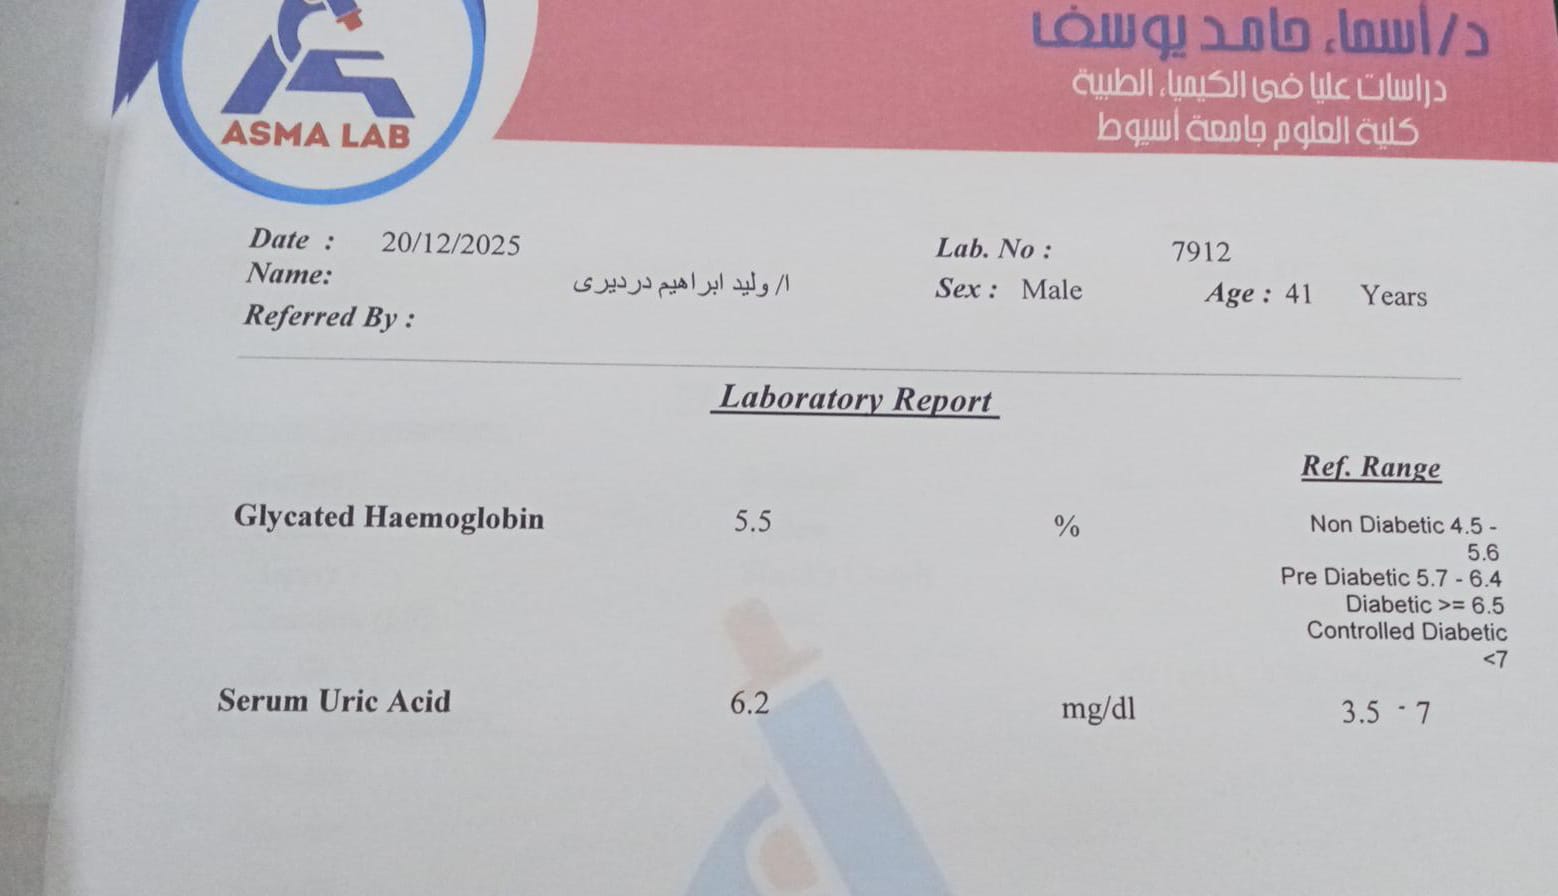 د/أسماء حامد يوسف
دراسات عليا فى الكيمياء الطبية
كلية العلوم جامعة أسيوط
ASMA LAB
Date : 20/12/2025 Lab. No : 7912
Name: ا/ وليد ابراهيم درديرى Sex : Male Age : 41 Years
Referred By :
Laboratory Report
Ref. Range
Glycated Haemoglobin 5.5 % Non Diabetic 4.5 -
5.6
Pre Diabetic 5.7 - 6.4
Diabetic >= 6.5
Controlled Diabetic
<7
Serum Uric Acid 6.2 mg/dl 3.5 - 7